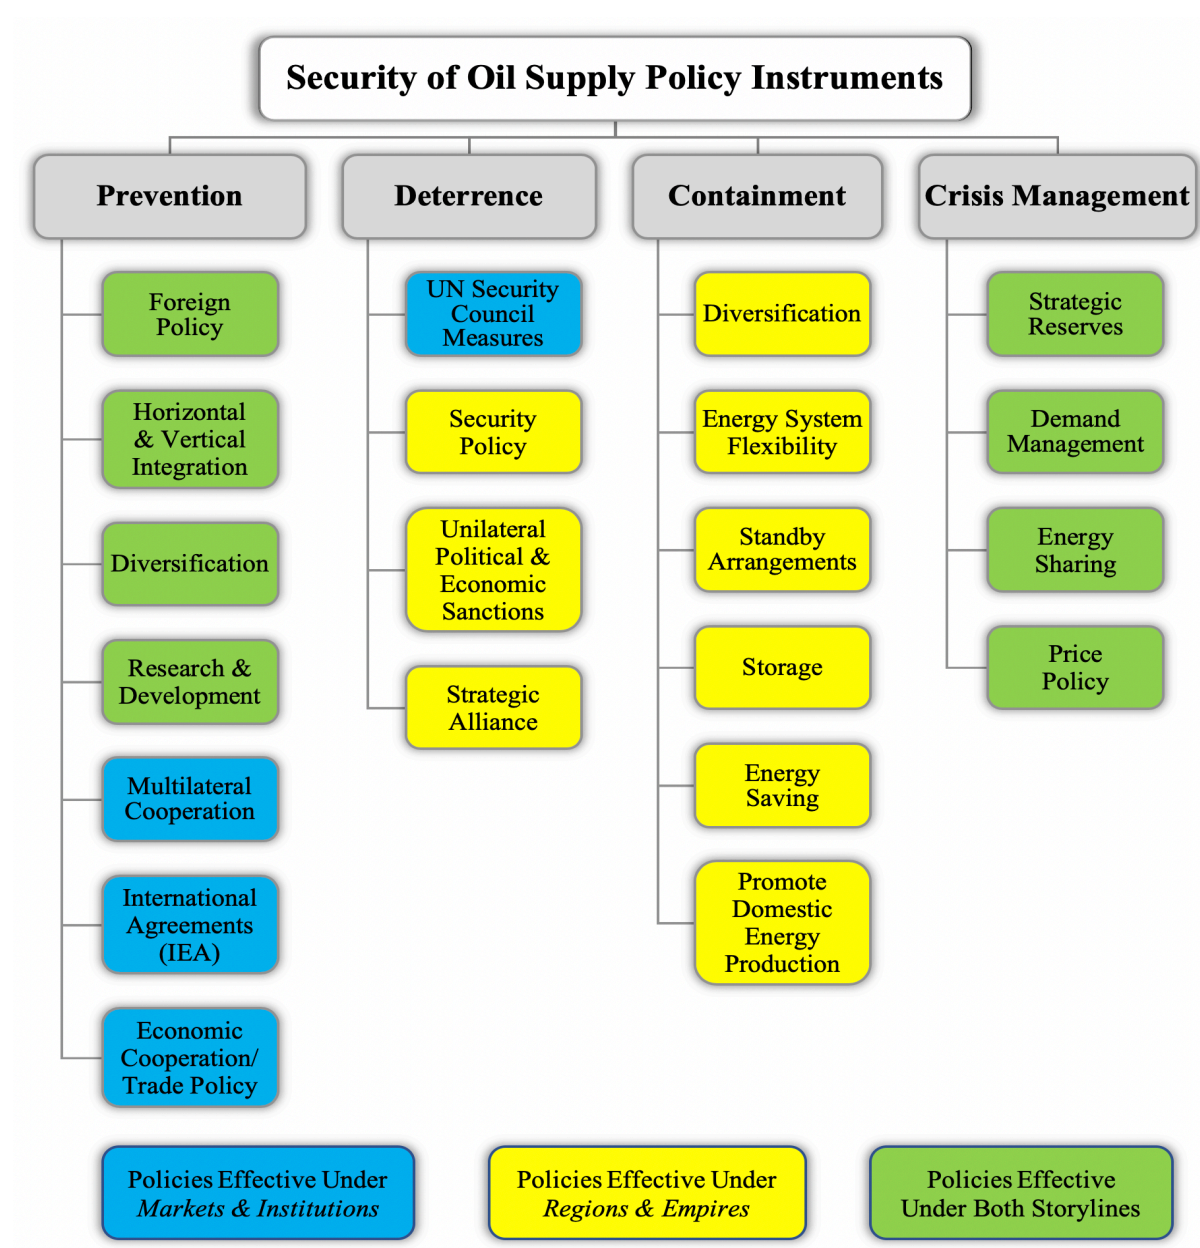 Security of Oil Supply Policy Instruments
Prevention
Foreign
Policy
Horizontal
& Vertical
Integration
Diversification
Research &
Development
Multilateral
Cooperation
International
Agreements
(IEA)
Economic
Cooperation/
Trade Policy
Deterrence
UN Security
Council
Measures
Security
Policy
Unilateral
Political &
Economic
Sanctions
Strategic
Alliance
Containment
Diversification
Energy System
Flexibility
Standby
Arrangements
Storage
Energy
Saving
Promote
Domestic
Energy
Production
Crisis Management
Strategic
Reserves
Demand
Management
Energy
Sharing
Price
Policy
Policies Effective Under
Markets & Institutions
Policies Effective Under
Regions & Empires
Policies Effective
Under Both Storylines